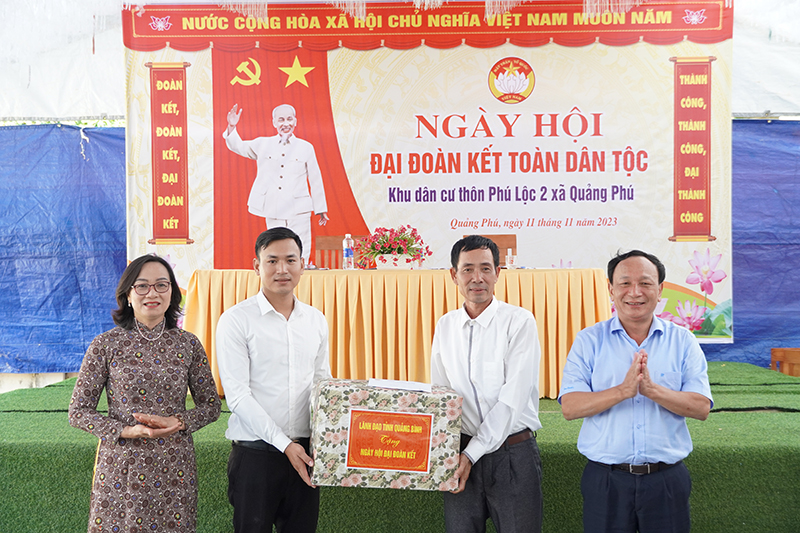 NƯỚC CỘNG HÒA XÃ HỘI CHỦ NGHĨA VIỆT NAM MUÔN NĂM
ĐOÀN
KẾT,
ĐOÀN
KẾT,
ĐẠI
ĐOÀN
KẾT
NGÀY HỘI
ĐẠI ĐOÀN KẾT TOÀN DÂN TỘC
Khu dân cư thôn Phú Lộc 2 xã Quảng Phú
Quảng Phú, ngày 11 tháng 11 năm 2023
THÀNH
CÔNG,
THÀNH
CÔNG,
ĐẠI
THÀNH
CÔNG
LÃNH ĐẠO TỈNH QUẢNG BÌNH
Tặng
NGÀY HỘI ĐẠI ĐOÀN KẾT